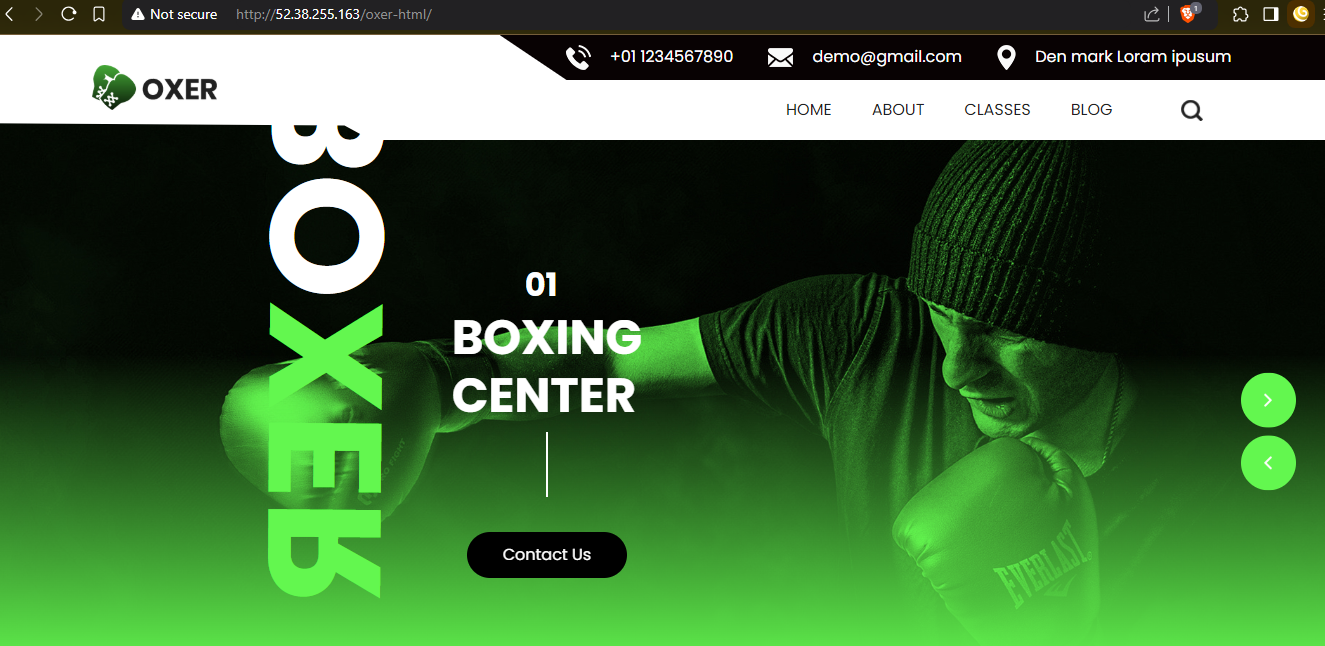 Not secure http://52.38.255.163/oxer-html/
1
+01 1234567890 demo@gmail.com Den mark Loram ipusum
OXER
HOME ABOUT CLASSES BLOG
BOXER
01
BOXING
CENTER
Contact Us
EVERLAST